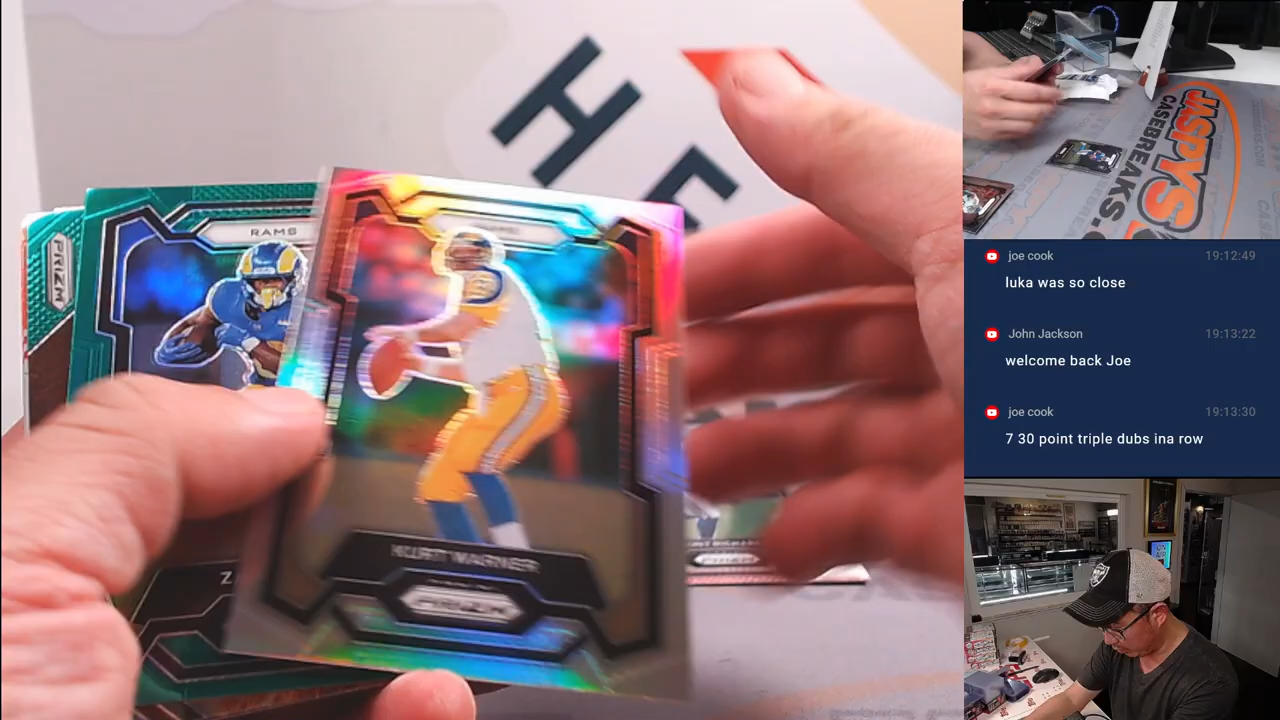 H
RAMS
PRIZM
KURT WARNER
PRIZM
Z
JASPYS
CASEBREAKS.
joe cook 19:12:49
luka was so close
John Jackson 19:13:22
welcome back Joe
joe cook 19:13:30
7 30 point triple dubs ina row